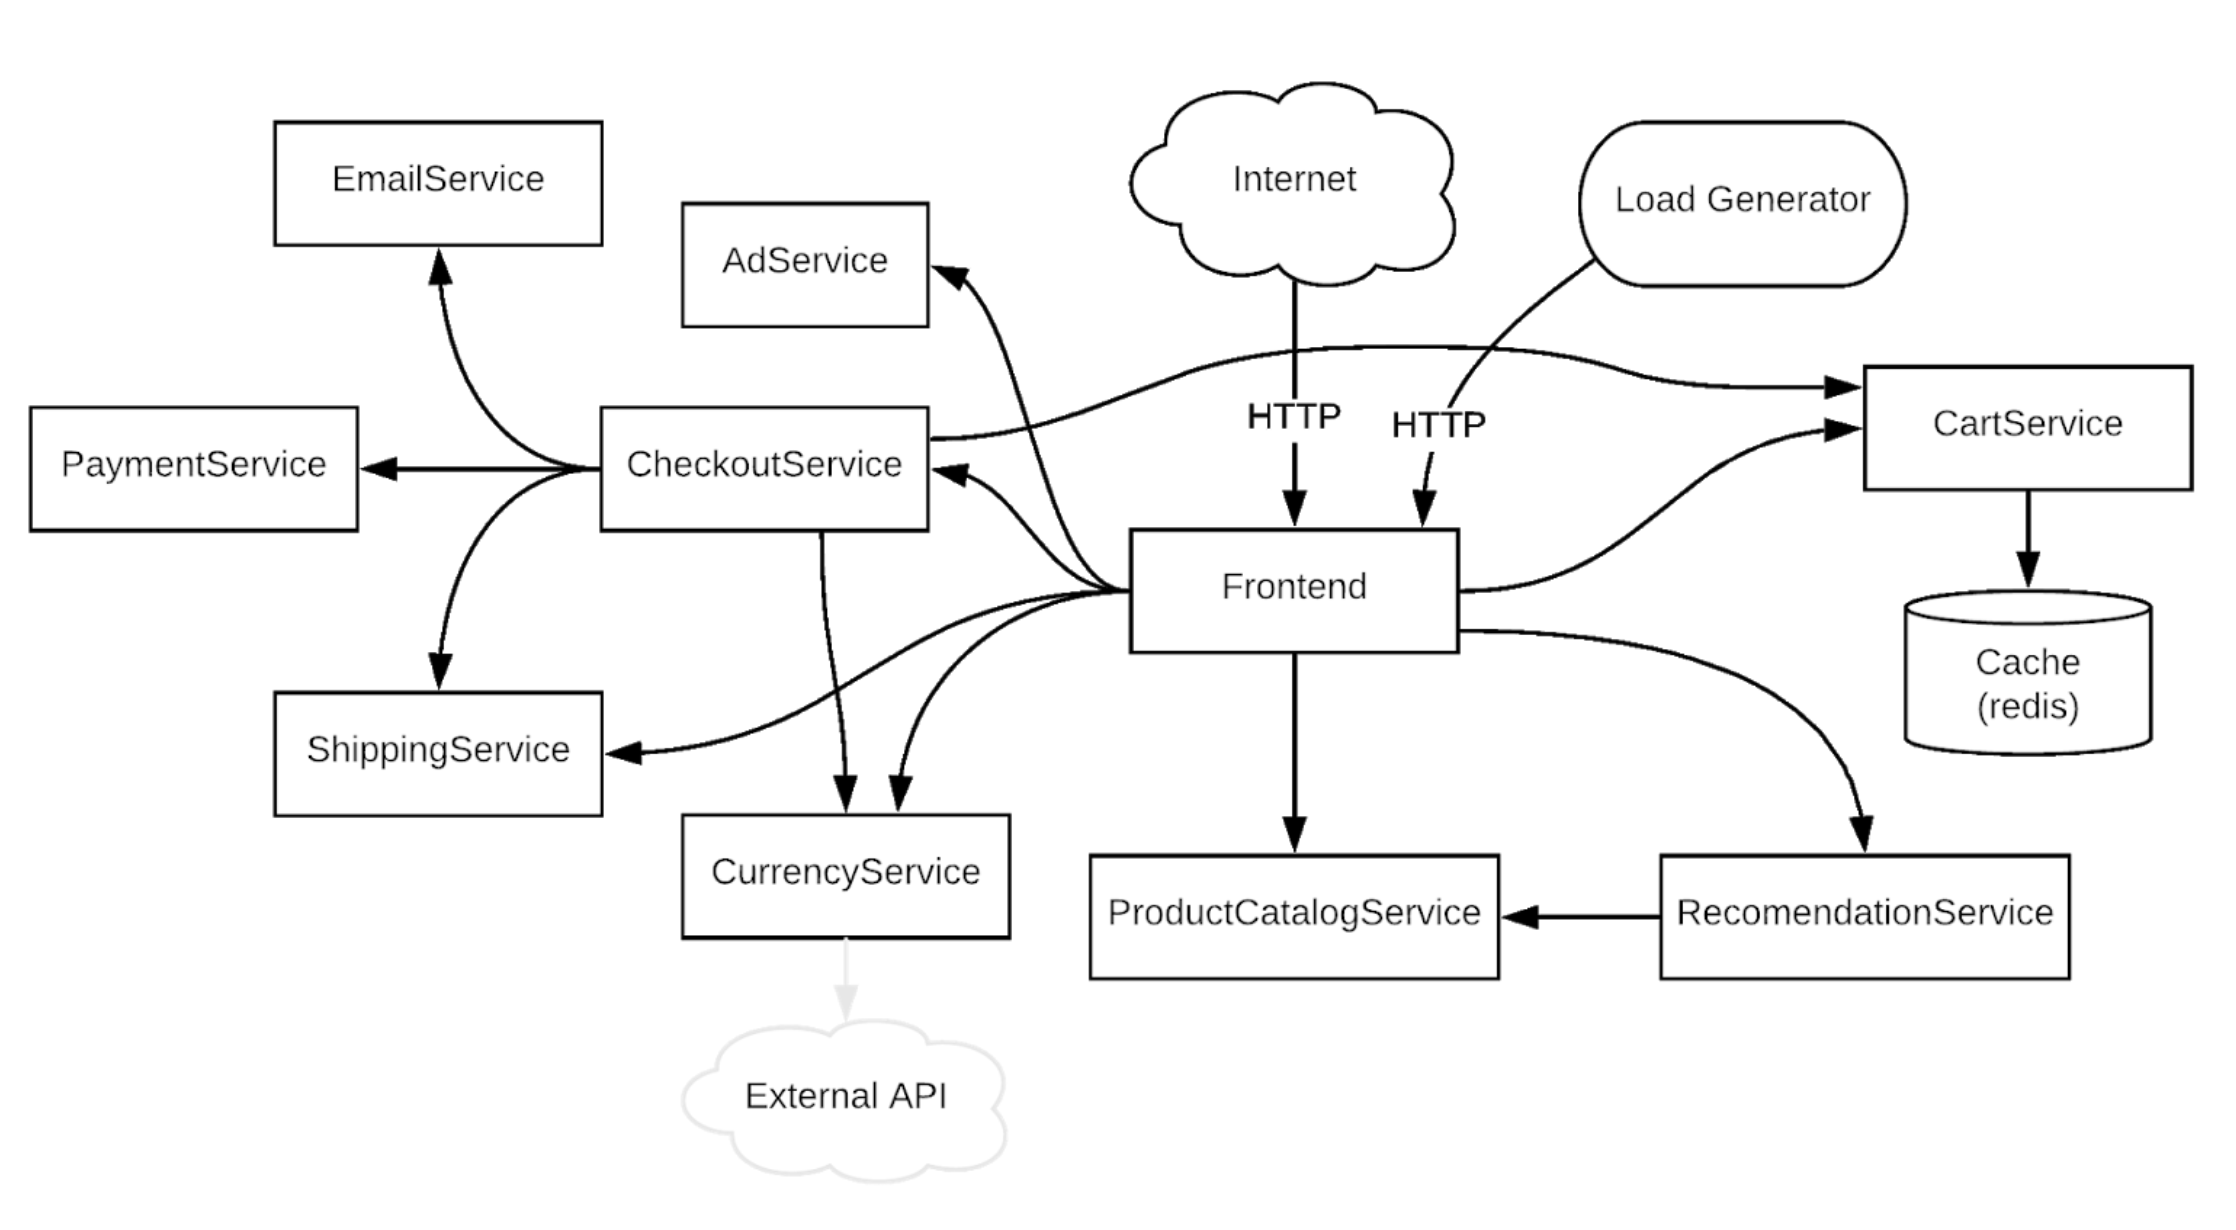 EmailService
AdService
Internet
Load Generator
HTTP
HTTP
CartService
PaymentService
CheckoutService
Frontend
Cache
(redis)
ShippingService
CurrencyService
ProductCatalogService
RecomendationService
External API